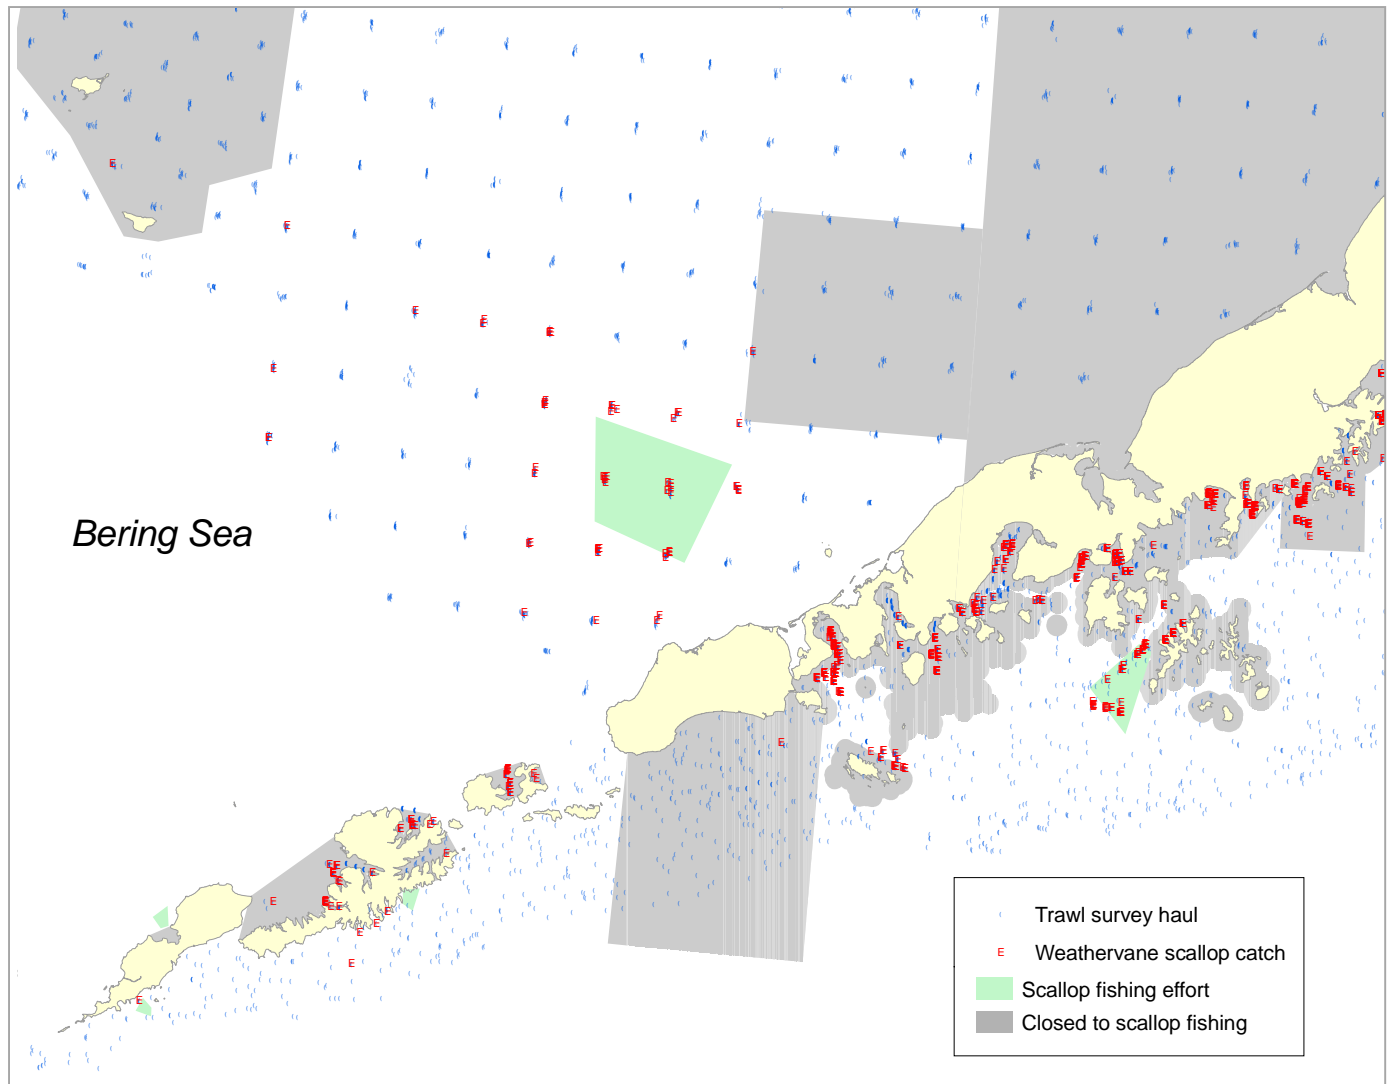 Bering Sea
Trawl survey haul
E Weathervane scallop catch
Scallop fishing effort
Closed to scallop fishing